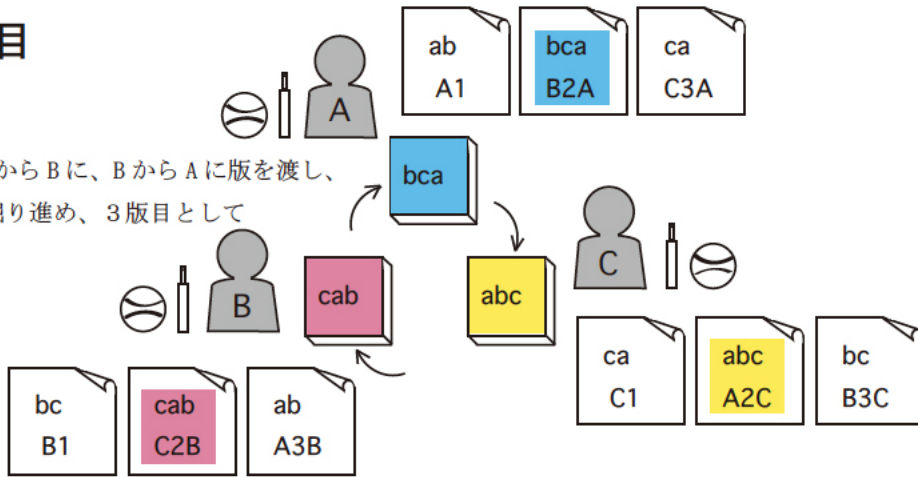 目
ab
A1
bca
B2A
ca
C3A
A
からBに、BからAに版を渡し、
り進め、3版目として
bca
B
cab
abc
C
bc
B1
cab
C2B
ab
A3B
ca
C1
abc
A2C
bc
B3C